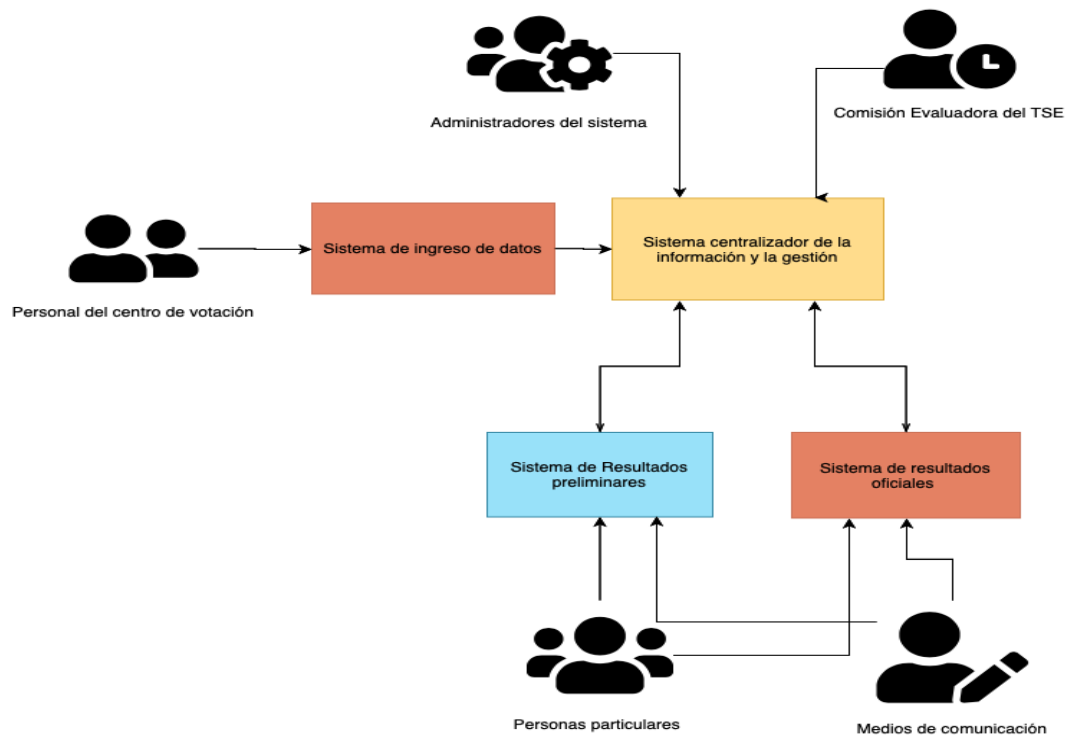 Administradores del sistema
Comisión Evaluadora del TSE
Sistema de ingreso de datos
Sistema centralizador de la
información y la gestión
Personal del centro de votación
Sistema de Resultados
preliminares
Sistema de resultados
oficiales
Personas particulares
Medios de comunicación